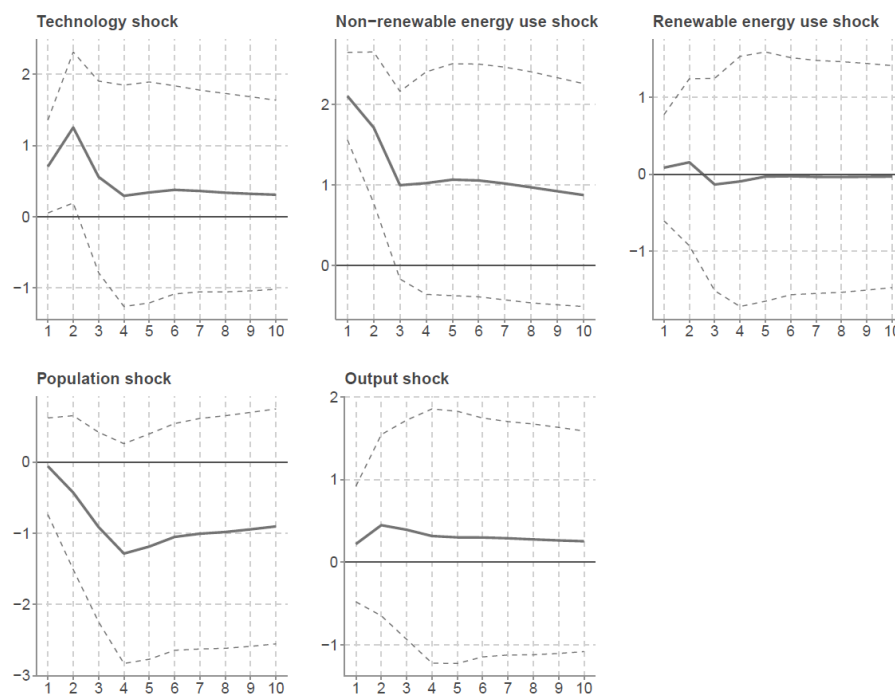 Technology shock
Non−renewable energy use shock
Renewable energy use shock
2
1
0
−1
1 2 3 4 5 6 7 8 9 10
2
1
0
1 2 3 4 5 6 7 8 9 10
1
0
−1
1 2 3 4 5 6 7 8 9 10
Population shock
Output shock
0
−1
−2
−3
1 2 3 4 5 6 7 8 9 10
2
1
0
−1
1 2 3 4 5 6 7 8 9 10